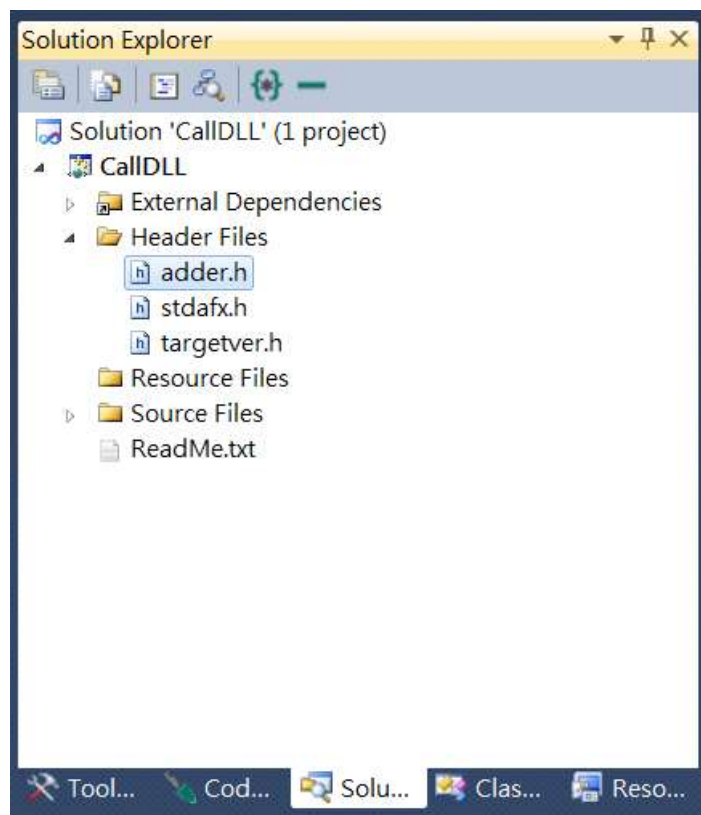 Solution Explorer
Solution 'CallDLL' (1 project)
CallDLL
External Dependencies
Header Files
adder.h
stdafx.h
targetver.h
Resource Files
Source Files
ReadMe.txt
Tool... Cod... Solu... Clas... Reso...